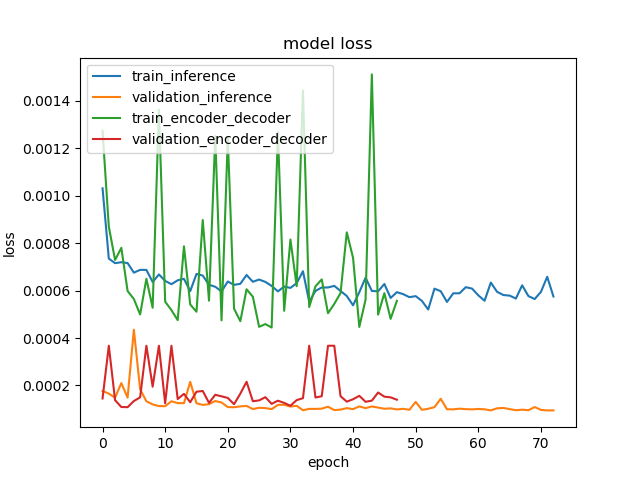 model loss
train_inference
validation_inference
train_encoder_decoder
validation_encoder_decoder
loss
0.0014
0.0012
0.0010
0.0008
0.0006
0.0004
0.0002
0 10 20 30 40 50 60 70
epoch